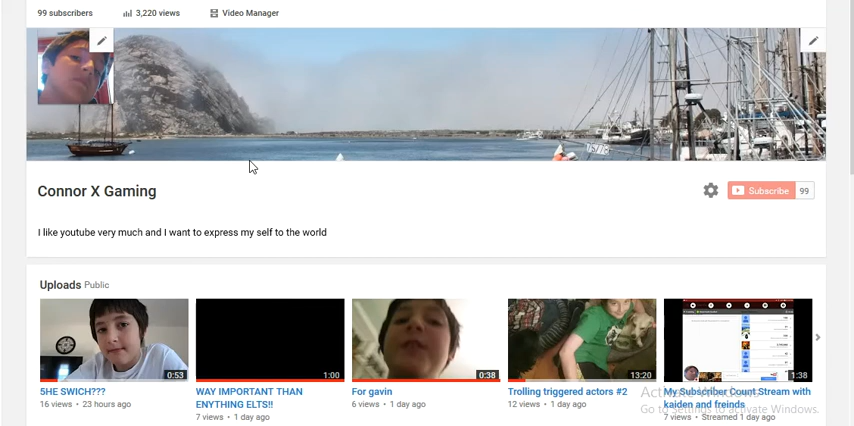 99 subscribers 3,220 views Video Manager
Connor X Gaming
Subscribe 99
I like youtube very much and I want to express my self to the world
Uploads Public
0:53 1:00 0:38 13:20 1:38
5HE SWICH???
16 views • 23 hours ago
WAY IMPORTANT THAN
ENYTHING ELTS!!
7 views • 1 day ago
For gavin
6 views • 1 day ago
Trolling triggered actors #2
12 views • 1 day ago
My Subscriber Count Stream with
kaiden and freinds
7 views • Streamed 1 day ago
Activate Windows
Go to Settings to activate Windows.